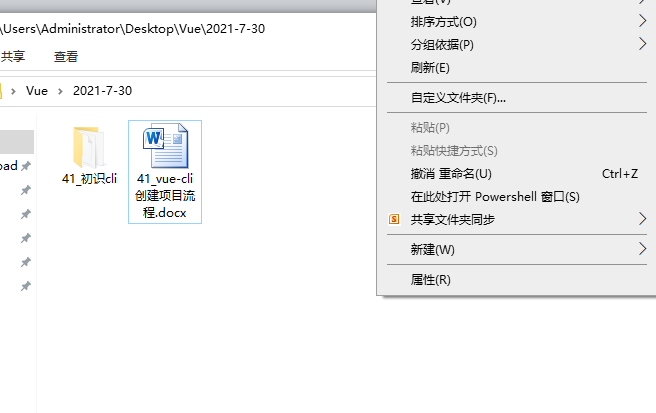 \Users\Administrator\Desktop\Vue\2021-7-30
共享 查看
Vue 2021-7-30
oad
41_初识cli
41_vue-cli
创建项目流
程.docx
查看(V)
排序方式(O)
分组依据(P)
刷新(E)
自定义文件夹(F)...
粘贴(P)
粘贴快捷方式(S)
撤消 重命名(U) Ctrl+Z
在此处打开 Powershell 窗口(S)
共享文件夹同步
新建(W)
属性(R)